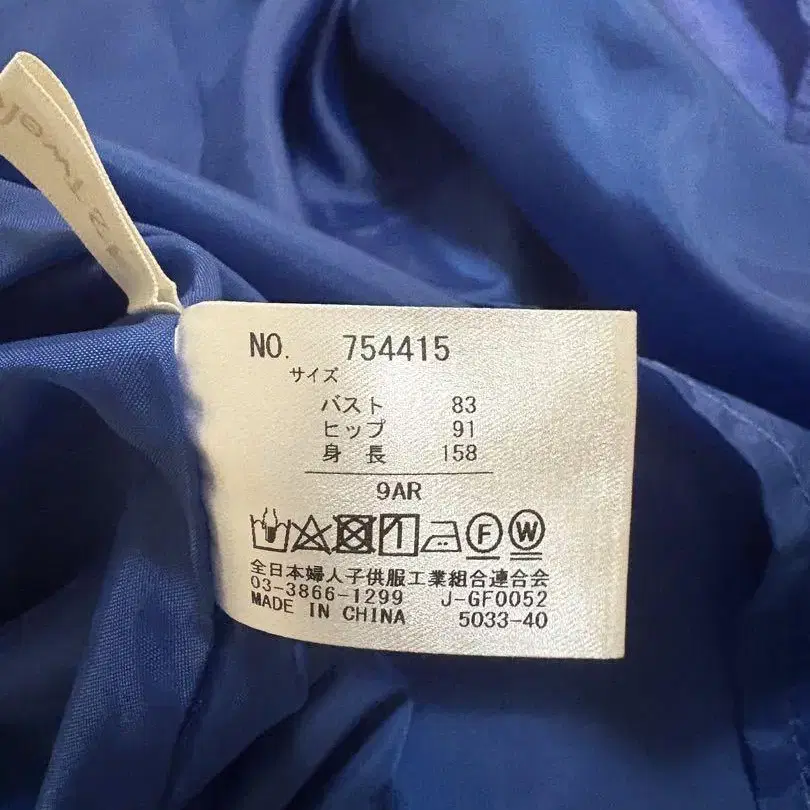 NO. 754415
サイズ
バスト 83
ヒップ 91
身長 158
9AR
F W
全日本婦人子供服工業組合連合会
03-3866-1299 J-GF0052
MADE IN CHINA 5033-40